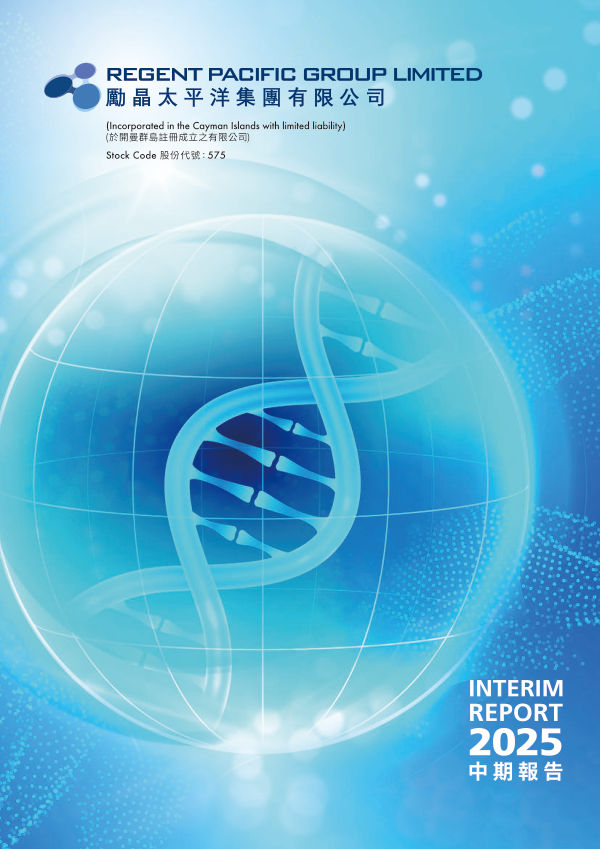 REGENT PACIFIC GROUP LIMITED
勵晶太平洋集團有限公司
(Incorporated in the Cayman Islands with limited liability)
(於開曼群島註冊成立之有限公司)
Stock Code 股份代號：575
INTERIM
REPORT
2025
中期報告